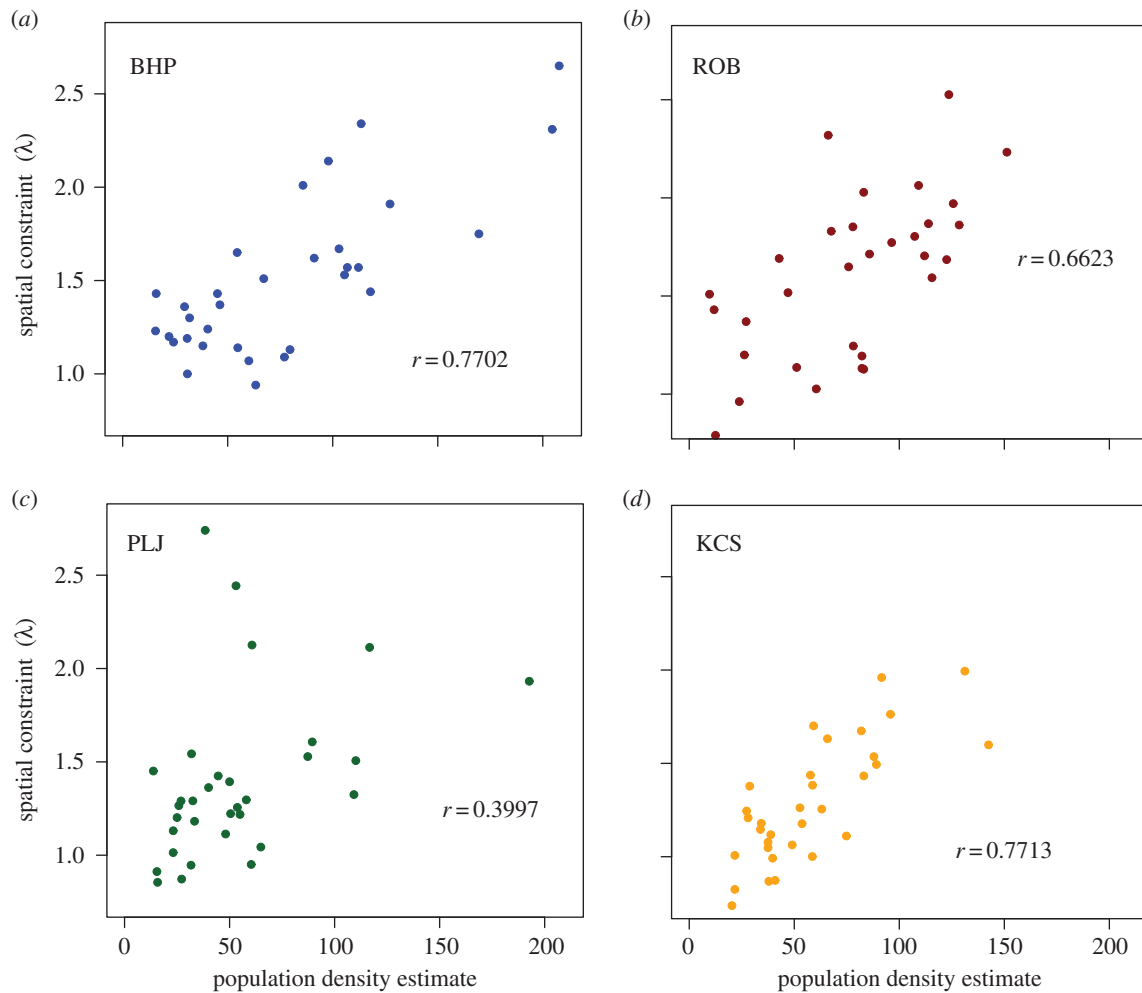 (a)
BHP
2.5
2.0
1.5
1.0
spatial constraint (λ)
r = 0.7702
(b)
ROB
r = 0.6623
(c)
PLJ
2.5
2.0
1.5
1.0
spatial constraint (λ)
r = 0.3997
0 50 100 150 200
population density estimate
(d)
KCS
r = 0.7713
0 50 100 150 200
population density estimate